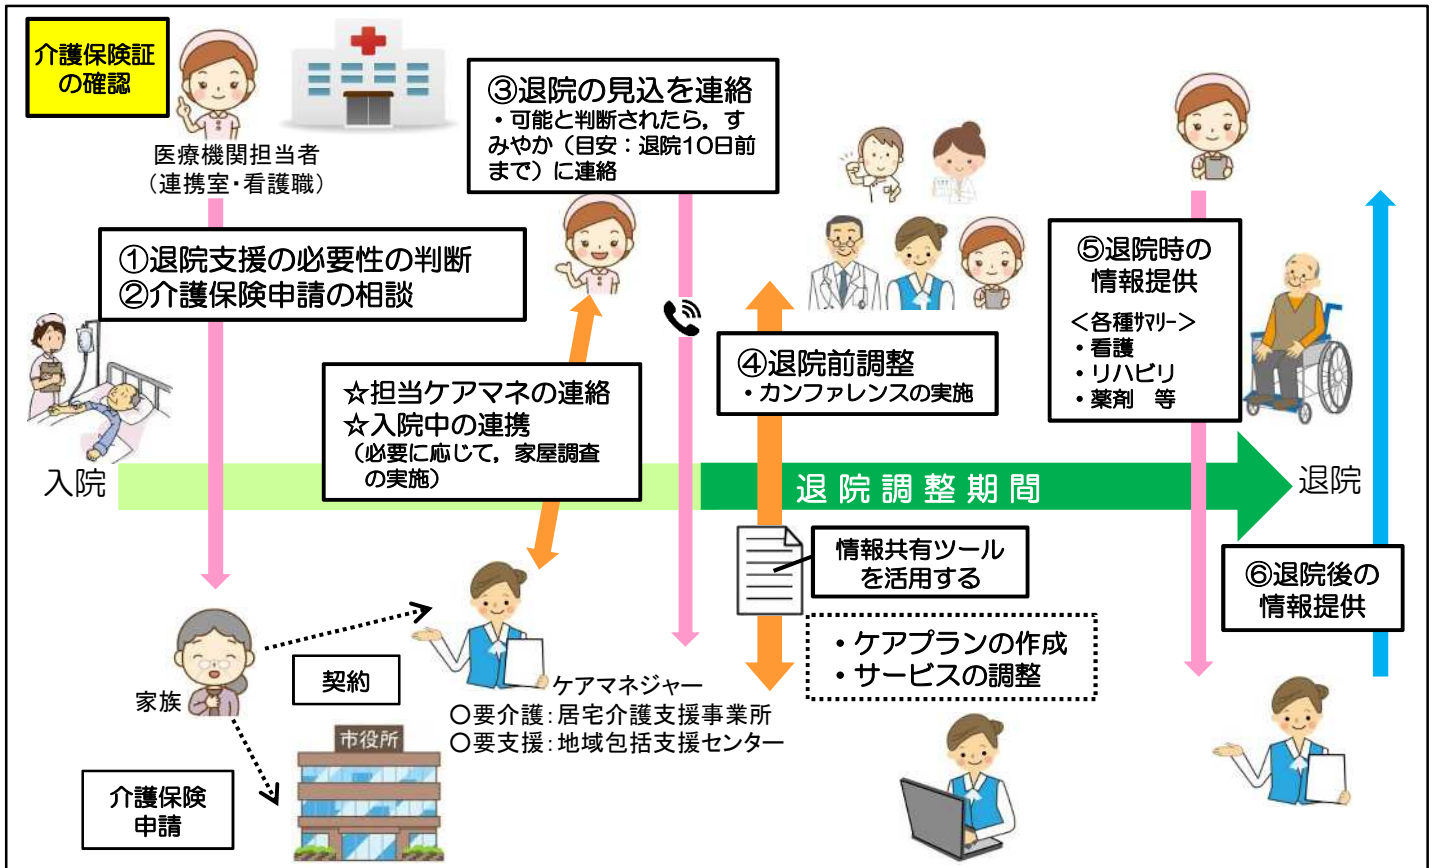 介護保険証
の確認
医療機関担当者
（連携室・看護職）
③退院の見込を連絡
・可能と判断されたら，す
みやか（目安：退院10日前
まで）に連絡
①退院支援の必要性の判断
②介護保険申請の相談
☆担当ケアマネの連絡
☆入院中の連携
（必要に応じて，家屋調査
の実施）
④退院前調整
・カンファレンスの実施
⑤退院時の
情報提供
＜各種ｻﾏﾘｰ＞
・看護
・リハビリ
・薬剤　等
入院
退院調整期間
退院
情報共有ツール
を活用する
⑥退院後の
情報提供
・ケアプランの作成
・サービスの調整
家族
契約
ケアマネジャー
〇要介護：居宅介護支援事業所
〇要支援：地域包括支援センター
市役所
介護保険
申請